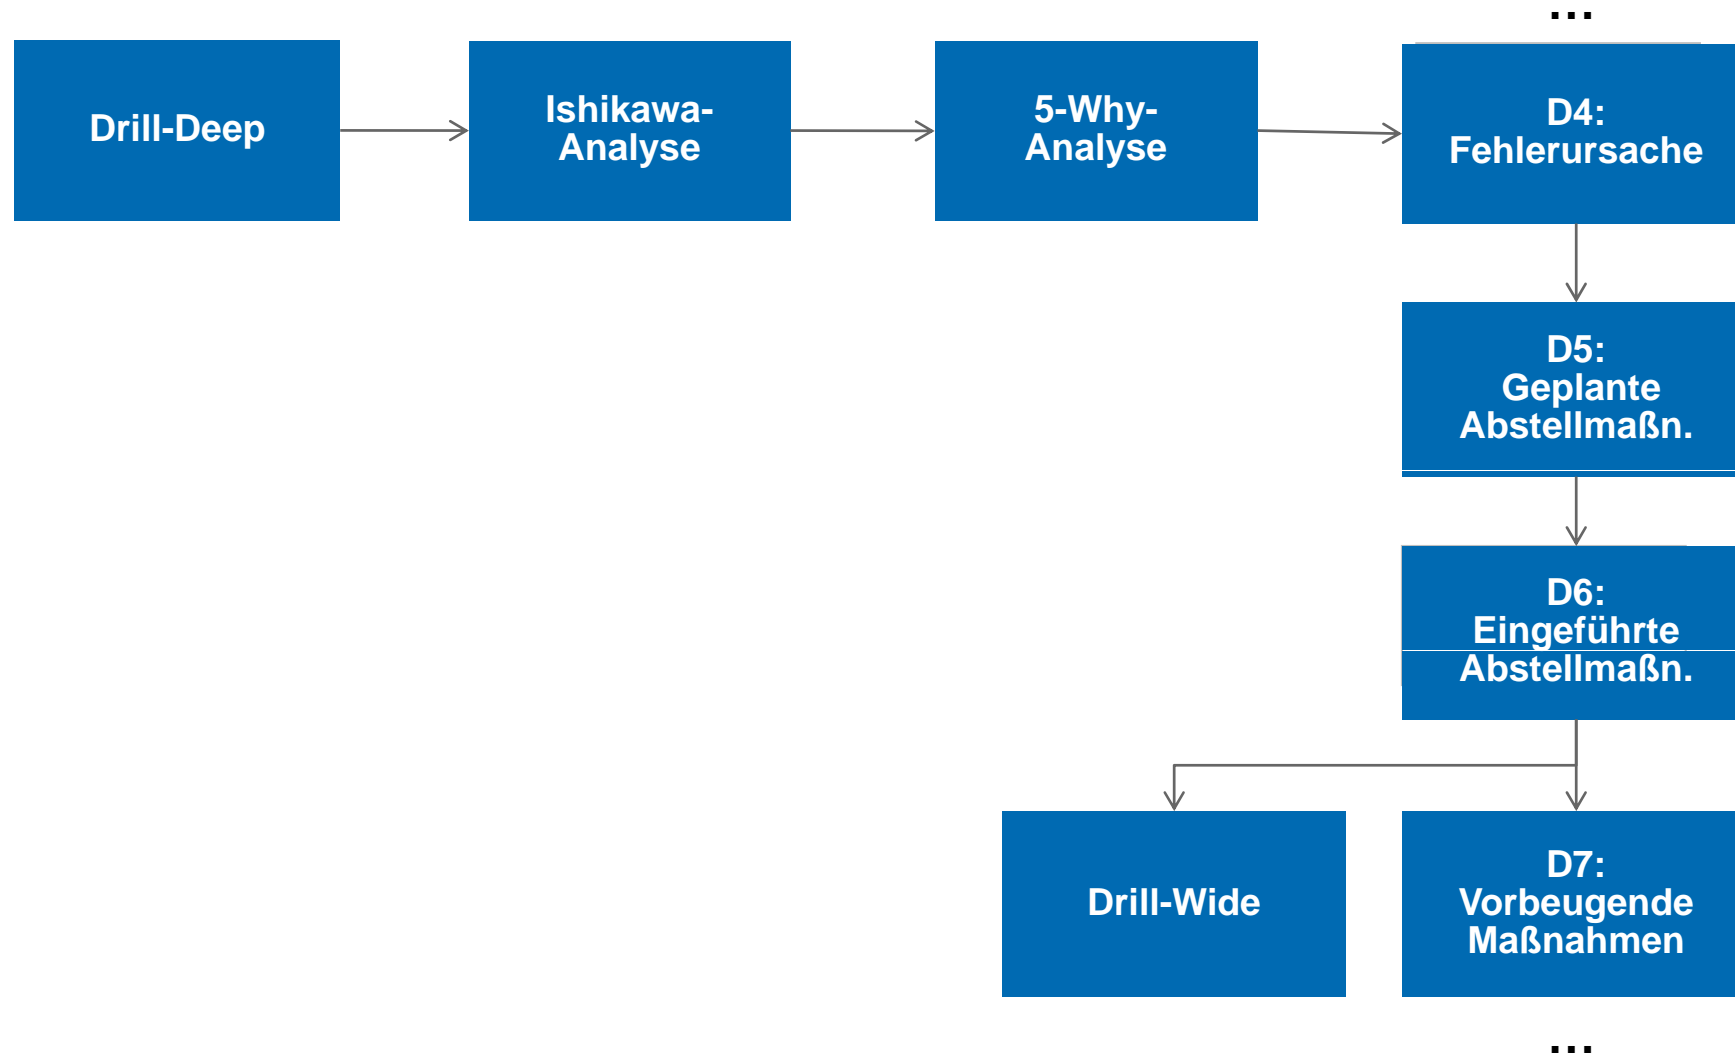 ...
Drill-Deep
Ishikawa-
Analyse
5-Why-
Analyse
D4:
Fehlerursache
D5:
Geplante
Abstellmaßn.
D6:
Eingeführte
Abstellmaßn.
Drill-Wide
D7:
Vorbeugende
Maßnahmen
...